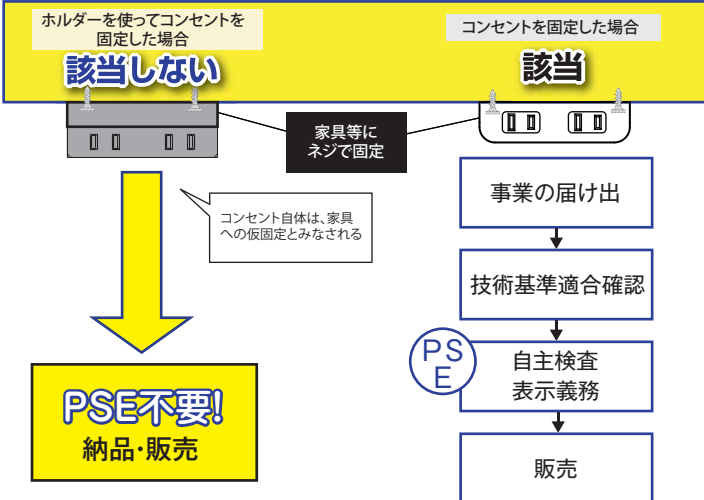 ホルダーを使ってコンセントを
固定した場合
該当しない
コンセントを固定した場合
該当
家具等に
ネジで固定
コンセント自体は、家具
への仮固定とみなされる
PSE不要!
納品・販売
事業の届け出
技術基準適合確認
PS
E
自主検査
表示義務
販売